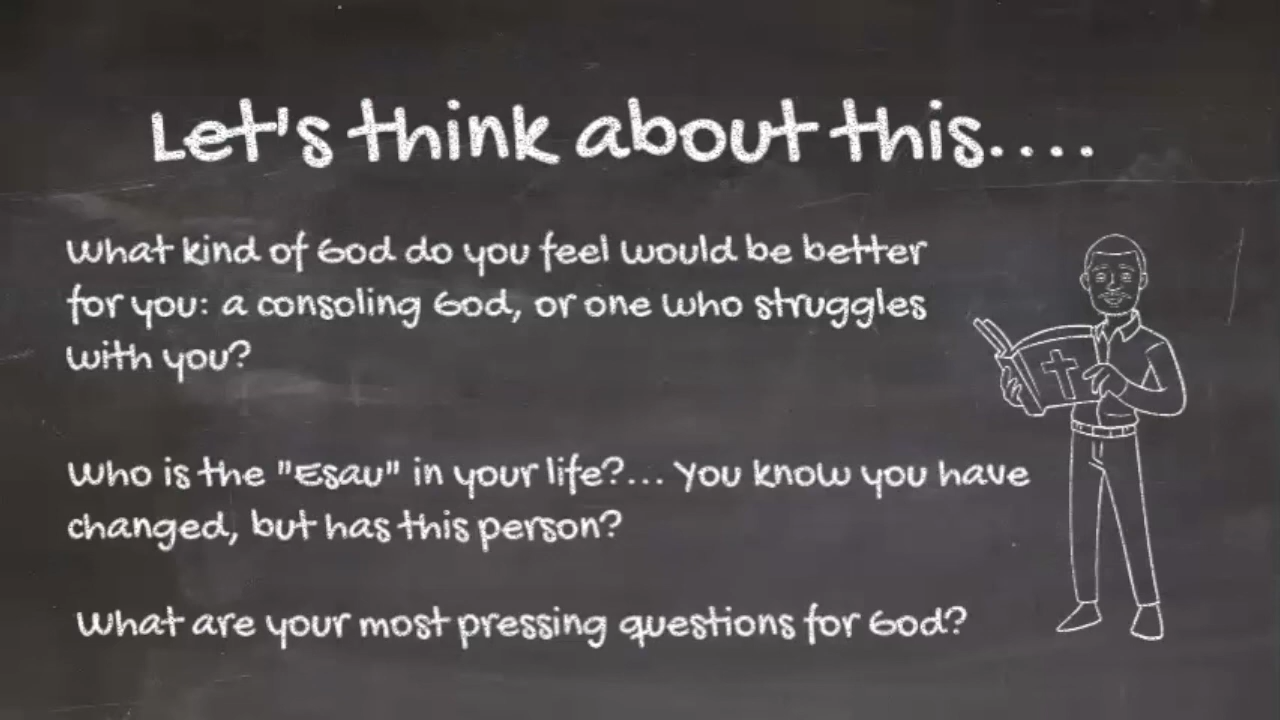 Let's think about this....
What kind of God do you feel would be better
for you: a consoling God, or one who struggles
with you?
Who is the "Esau" in your life?... You know you have
changed, but has this person?
What are your most pressing questions for God?